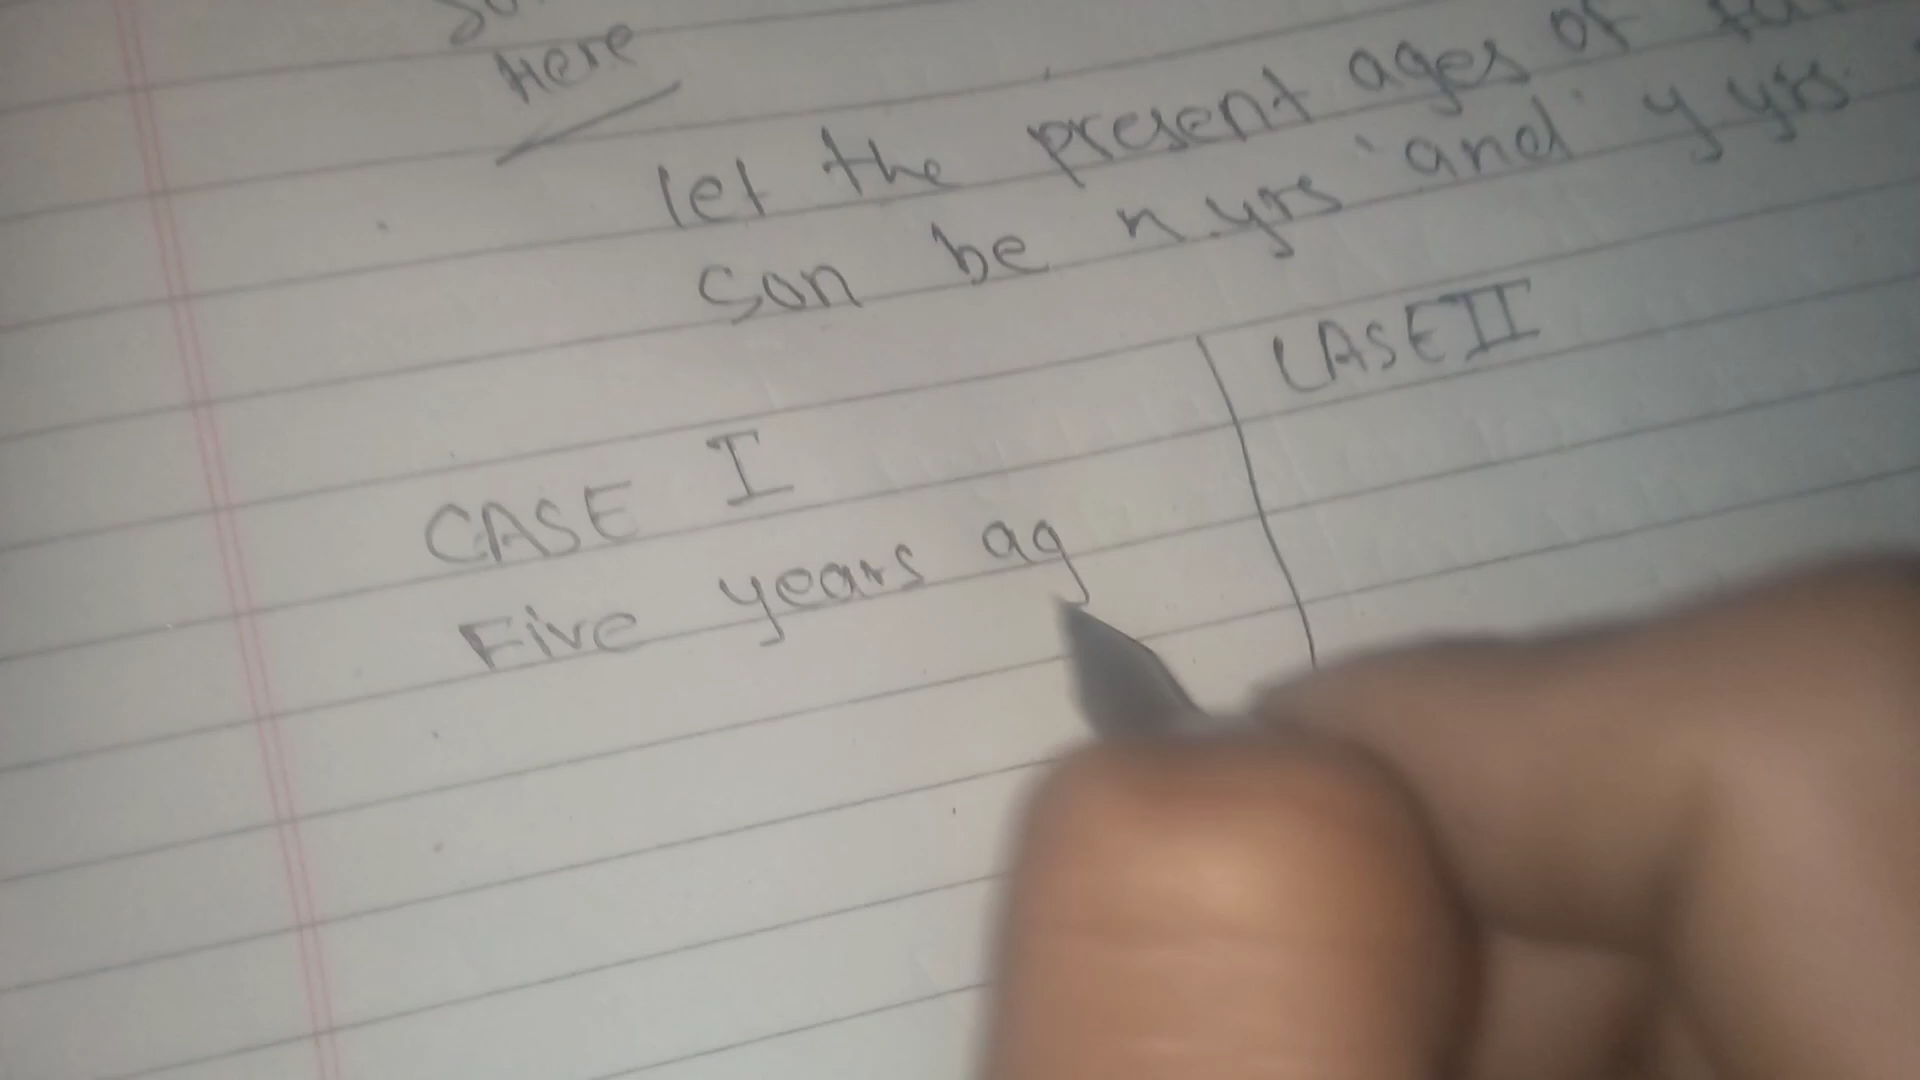 Here
let the present ages of
son be x yrs and y yrs
CASE I
CASE II
Five years ag